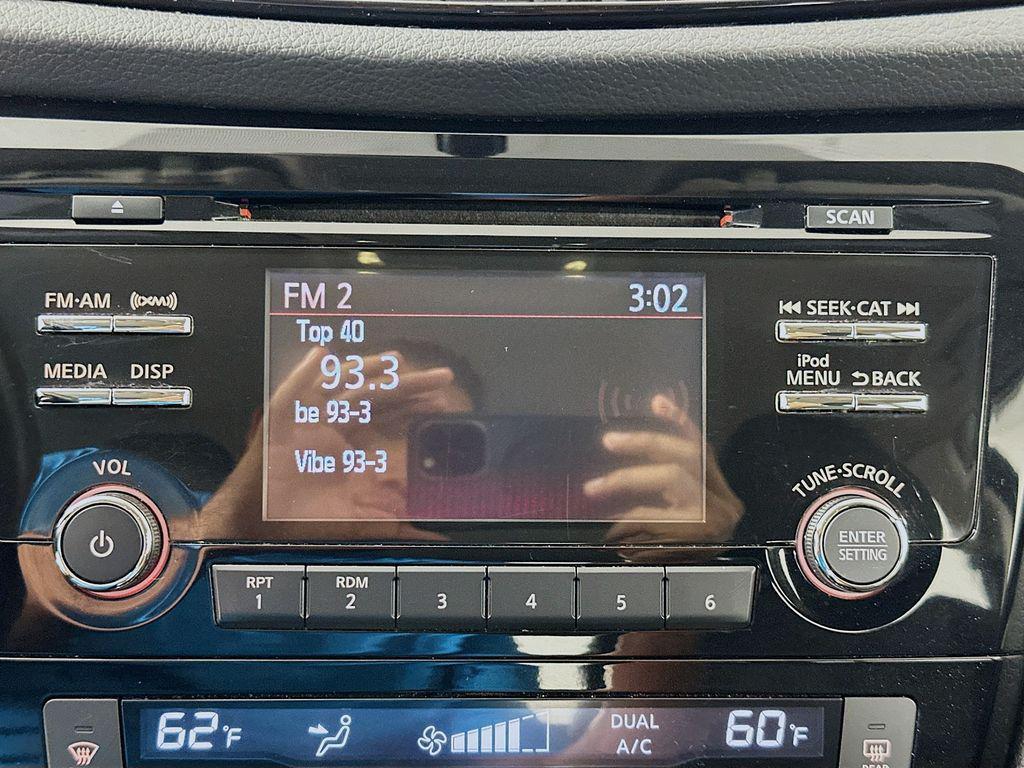 SCAN
FM·AM ((XM))
MEDIA DISP
VOL
FM 2 3:02
Top 40
93.3
be 93-3
Vibe 93-3
SEEK·CAT
iPod
MENU BACK
TUNE·SCROLL
ENTER
SETTING
RPT
1
RDM
2
3
4
5
6
62°F
DUAL
A/C
60°F
REAR